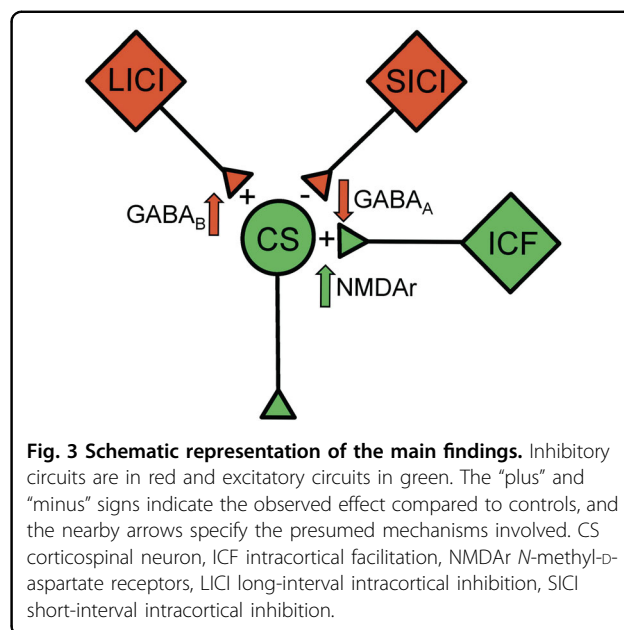 LICI
SICI
GABA_B
+
-
GABA_A
CS
+
ICF
NMDAr
Fig. 3 Schematic representation of the main findings. Inhibitory
circuits are in red and excitatory circuits in green. The “plus” and
“minus” signs indicate the observed effect compared to controls, and
the nearby arrows specify the presumed mechanisms involved. CS
corticospinal neuron, ICF intracortical facilitation, NMDAr N-methyl-D-
aspartate receptors, LICI long-interval intracortical inhibition, SICI
short-interval intracortical inhibition.